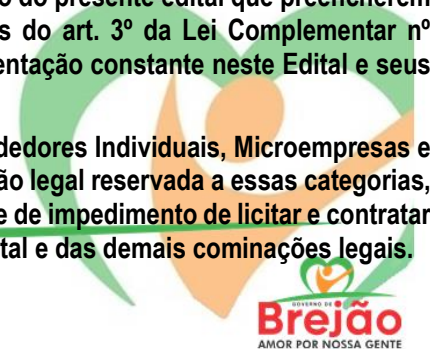 o do presente edital que preencherem
s do art. 3º da Lei Complementar nº
entação constante neste Edital e seus
dedores Individuais, Microempresas e
ão legal reservada a essas categorias,
e de impedimento de licitar e contratar
tal e das demais cominações legais.
GOVERNO DE
Brejão
AMOR POR NOSSA GENTE